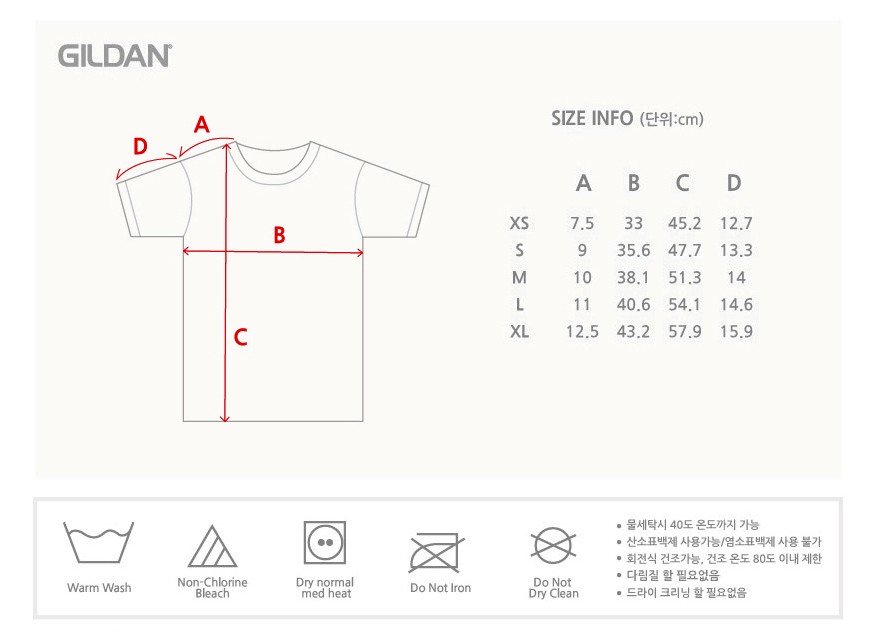 GILDAN®
SIZE INFO (단위:cm)
A
D
B
C
A B C D
XS 7.5 33 45.2 12.7
S 9 35.6 47.7 13.3
M 10 38.1 51.3 14
L 11 40.6 54.1 14.6
XL 12.5 43.2 57.9 15.9
Warm Wash
Non-Chlorine
Bleach
Dry normal
med heat
Do Not Iron
Do Not
Dry Clean
• 물세탁시 40도 온도까지 가능
• 산소표백제 사용가능/염소표백제 사용 불가
• 회전식 건조가능, 건조 온도 80도 이내 제한
• 다림질 할 필요없음
• 드라이 크리닝 할 필요없음